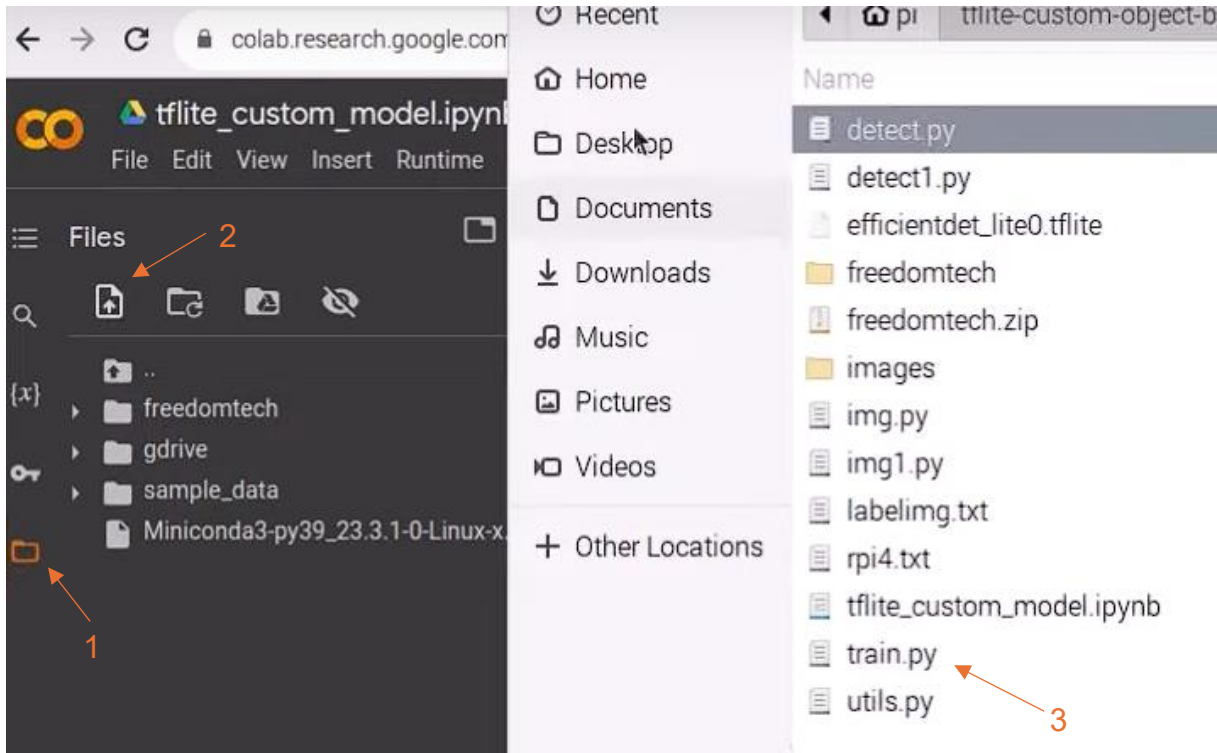 colab.research.google.com
tflite_custom_model.ipynb
File Edit View Insert Runtime
Files
2
{x}
..
freedomtech
gdrive
sample_data
Miniconda3-py39_23.3.1-0-Linux-x.
1
Recent
Home
Desktop
Documents
Downloads
Music
Pictures
Videos
+ Other Locations
pi tflite-custom-object-b
Name
detect.py
detect1.py
efficientdet_lite0.tflite
freedomtech
freedomtech.zip
images
img.py
img1.py
labelimg.txt
rpi4.txt
tflite_custom_model.ipynb
train.py
utils.py
3